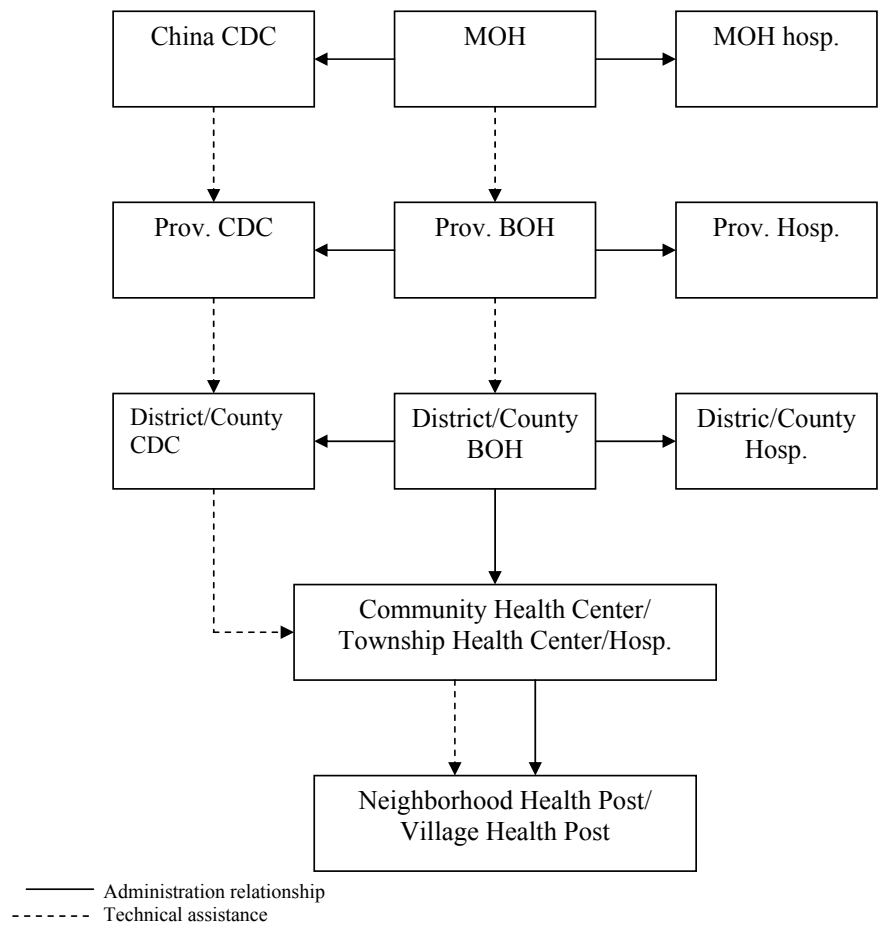 China CDC
MOH
MOH hosp.
Prov. CDC
Prov. BOH
Prov. Hosp.
District/County
CDC
District/County
BOH
Distric/County
Hosp.
Community Health Center/
Township Health Center/Hosp.
Neighborhood Health Post/
Village Health Post
Administration relationship
Technical assistance